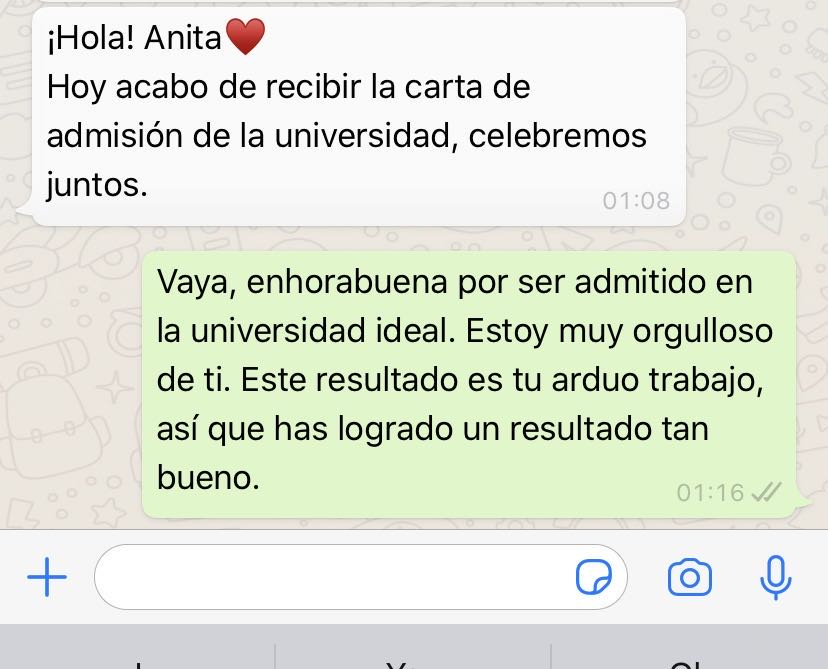 ¡Hola! Anita❤️
Hoy acabo de recibir la carta de
admisión de la universidad, celebremos
juntos.
01:08
Vaya, enhorabuena por ser admitido en
la universidad ideal. Estoy muy orgulloso
de ti. Este resultado es tu arduo trabajo,
así que has logrado un resultado tan
bueno.
01:16